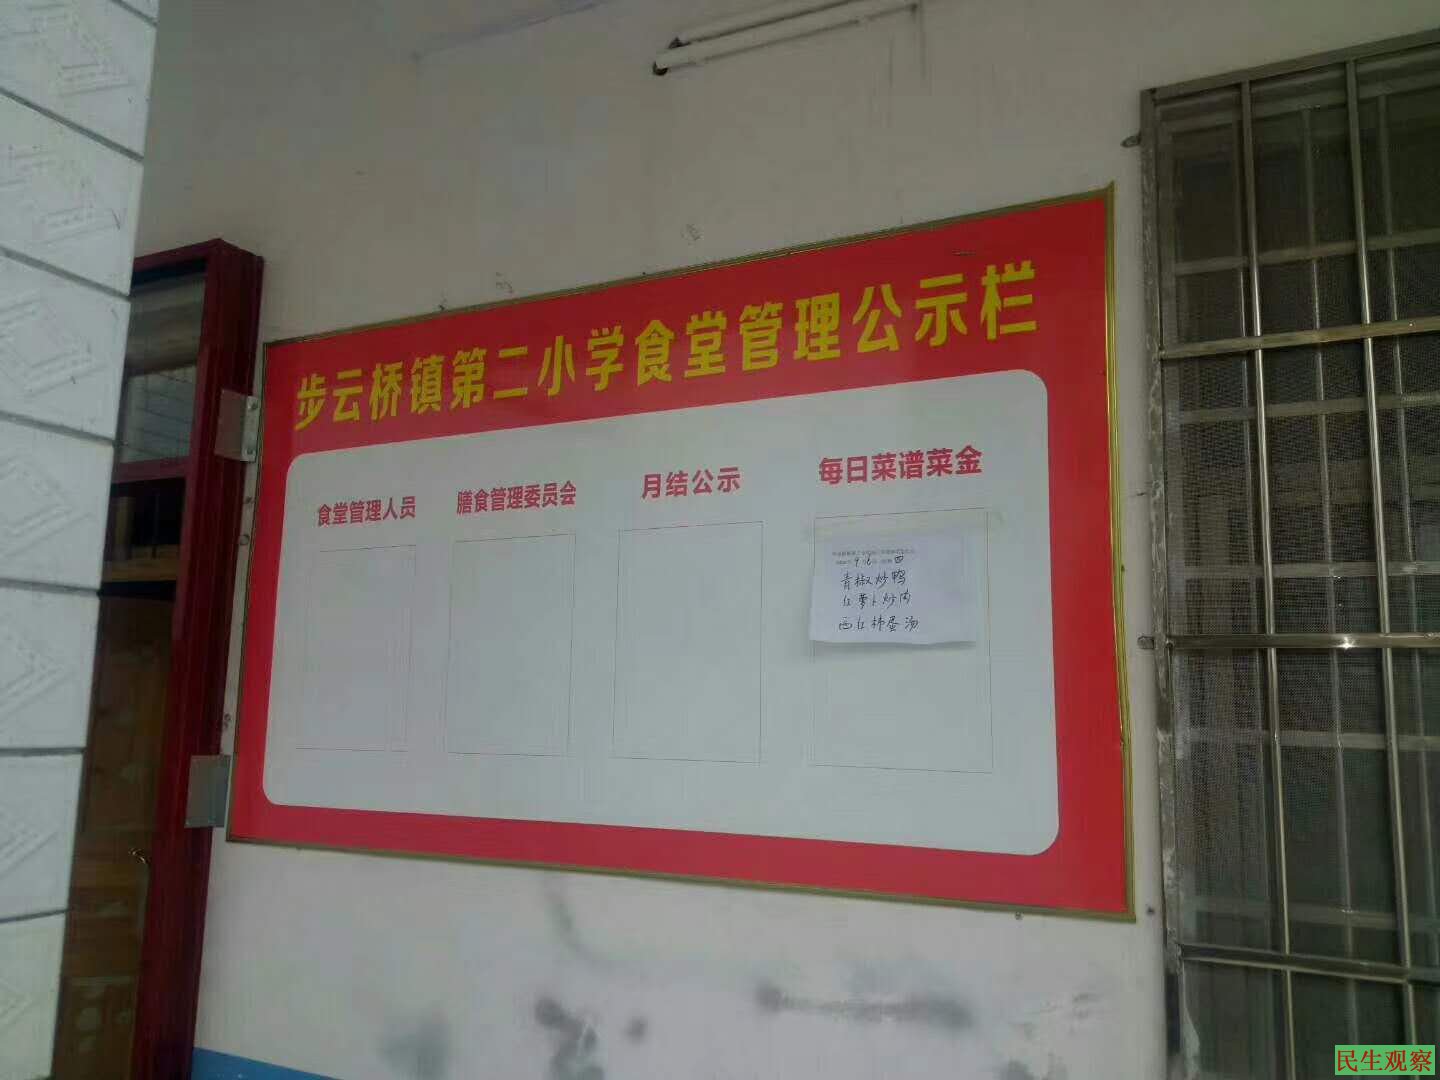 步云桥镇第二小学食堂管理公示栏
食堂管理人员
膳食管理委员会
月结公示
每日菜谱菜金
四
青椒炒鸭
红萝卜炒肉
西红柿蛋汤
民生观察